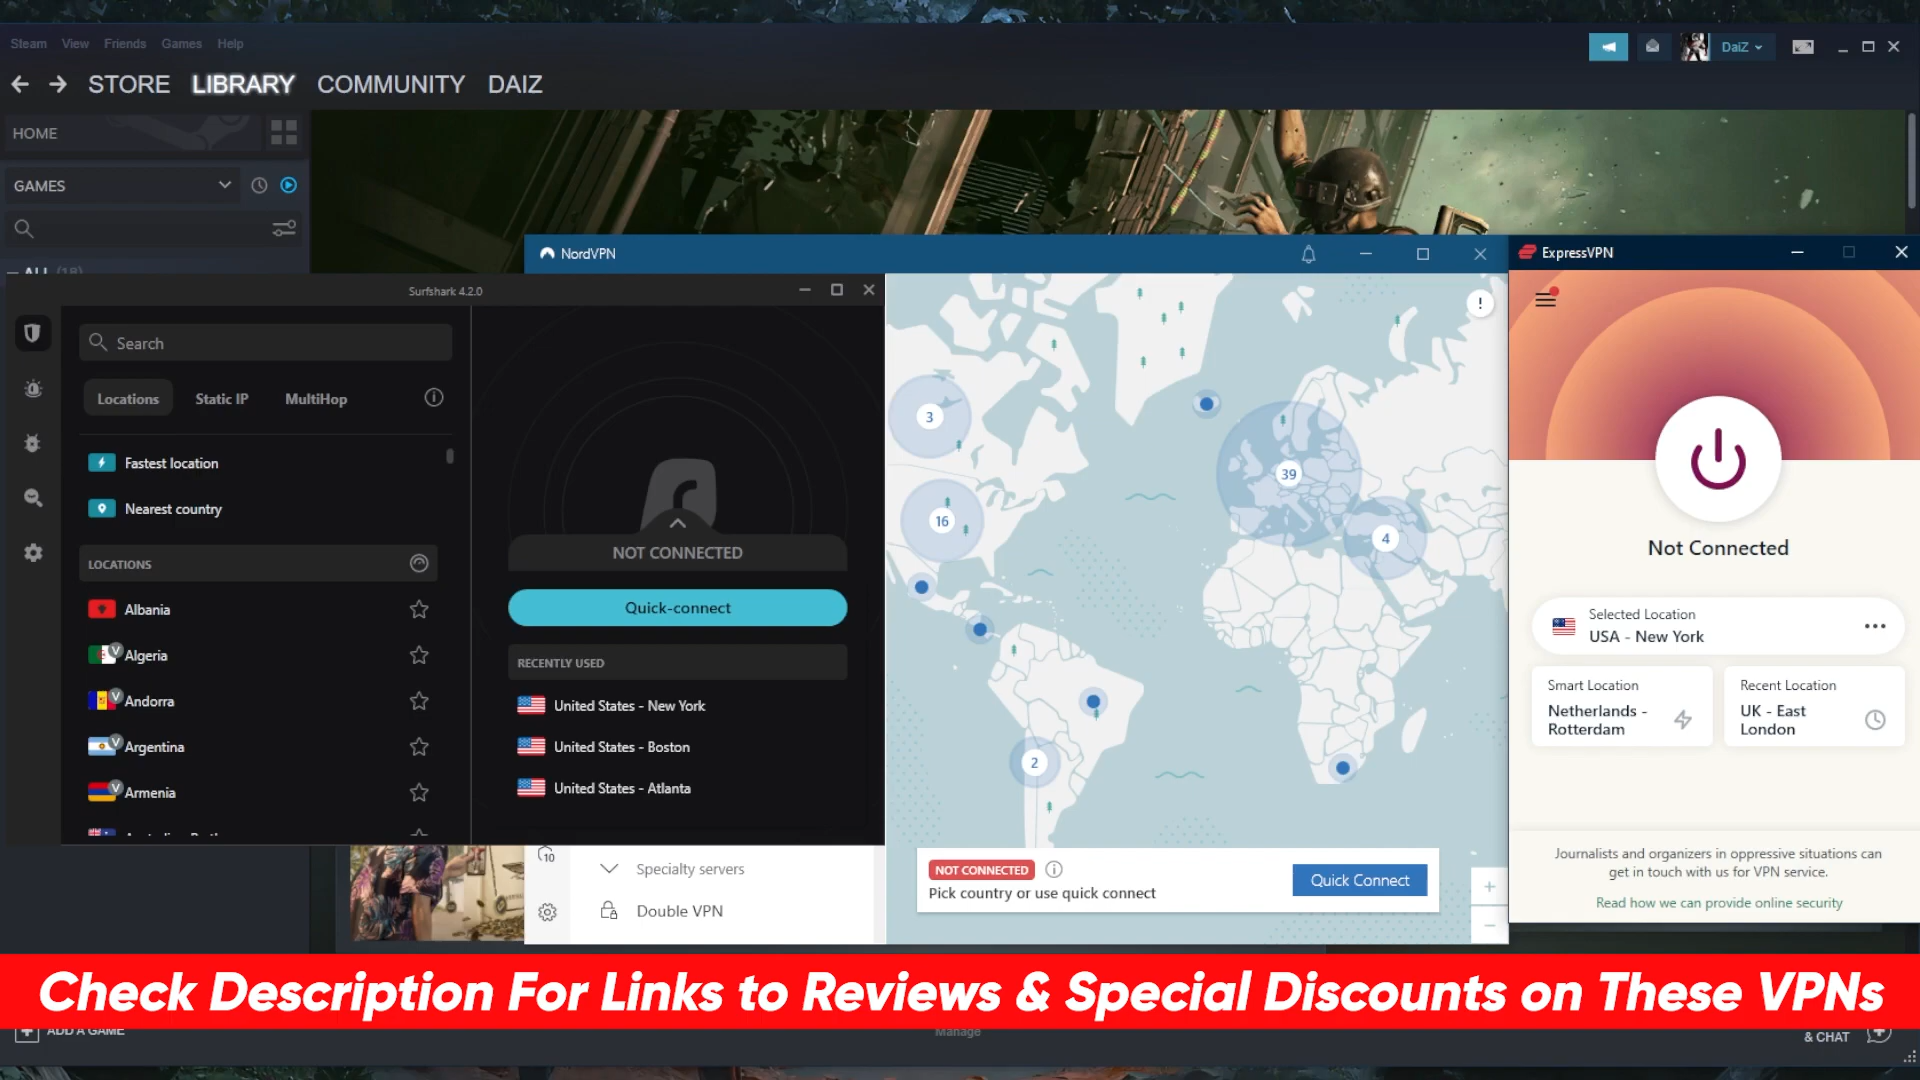 Steam View Friends Games Help
DaiZ
STORE LIBRARY COMMUNITY DAIZ
HOME
GAMES
ALL (18)
NordVPN
ExpressVPN
Surfshark 4.2.0
Search
Locations Static IP MultiHop
Fastest location
Nearest country
LOCATIONS
Albania
V Algeria
V Andorra
V Argentina
V Armenia
NOT CONNECTED
Quick-connect
RECENTLY USED
United States - New York
United States - Boston
United States - Atlanta
3
16
39
4
2
!
10
Specialty servers
Double VPN
NOT CONNECTED
Pick country or use quick connect
Quick Connect
+
-
Not Connected
Selected Location
USA - New York
Smart Location
Netherlands -
Rotterdam
Recent Location
UK - East
London
Journalists and organizers in oppressive situations can
get in touch with us for VPN service.
Read how we can provide online security
Check Description For Links to Reviews & Special Discounts on These VPNs
ADD A GAME
Manage
& CHAT